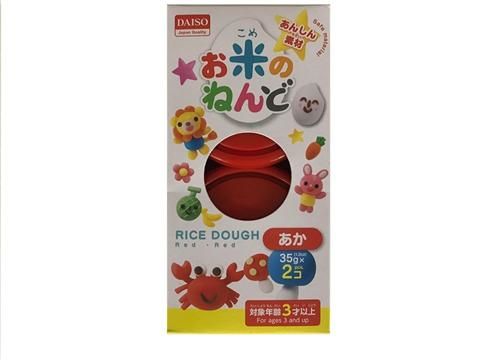 DAISO
Japan Quality
あんしん
素材
Safe material
こめ
お米の
ねんど
RICE DOUGH
Red・Red
あか
35g×
2コ
pcs.
対象年齢3才以上
For ages 3 and up